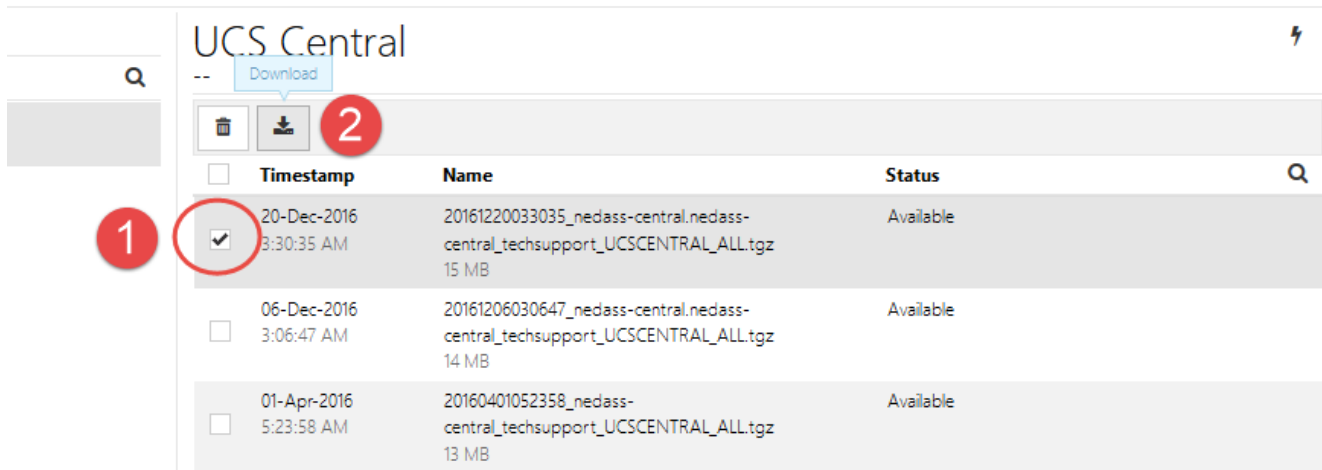 UCS Central
--
Download
2
Timestamp Name Status
1
20-Dec-2016 20161220033035_nedass-central.nedass- Available
3:30:35 AM central_techsupport_UCSCENTRAL_ALL.tgz
15 MB
06-Dec-2016 20161206030647_nedass-central.nedass- Available
3:06:47 AM central_techsupport_UCSCENTRAL_ALL.tgz
14 MB
01-Apr-2016 20160401052358_nedass- Available
5:23:58 AM central_techsupport_UCSCENTRAL_ALL.tgz
13 MB